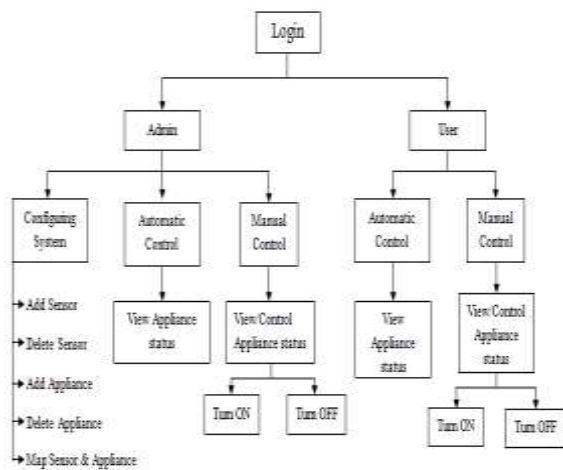 Login
Admin
User
Configuring
System
Automatic
Control
Manual
Control
Automatic
Control
Manual
Control
Add Sensor
Delete Sensor
Add Appliance
Delete Appliance
Map Sensor & Appliance
View Appliance
status
View/Control
Appliance status
Turn ON
Turn OFF
View
Appliance
status
View/Control
Appliance
status
Turn ON
Turn OFF